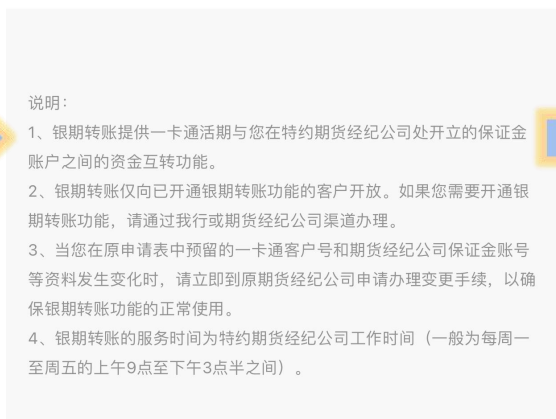 说明：
1、银期转账提供一卡通活期与您在特约期货经纪公司处开立的保证金
账户之间的资金互转功能。
2、银期转账仅向已开通银期转账功能的客户开放。如果您需要开通银
期转账功能，请通过我行或期货经纪公司渠道办理。
3、当您在原申请表中预留的一卡通客户号和期货经纪公司保证金账号
等资料发生变化时，请立即到原期货经纪公司申请办理变更手续，以确
保银期转账功能的正常使用。
4、银期转账的服务时间为特约期货经纪公司工作时间（一般为每周一
至周五的上午9点至下午3点半之间）。